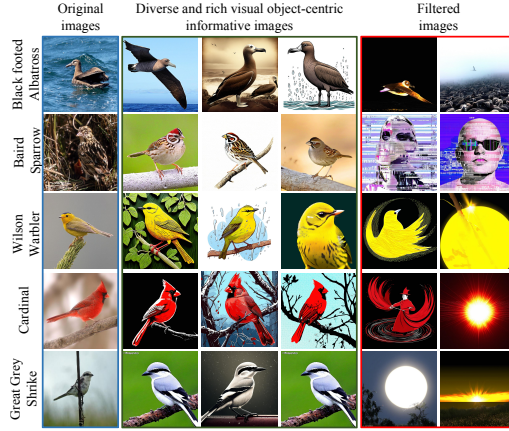 Original
images
Diverse and rich visual object-centric
informative images
Filtered
images
Black footed
Albatross
Baird
Sparrow
Wilson
Warbler
Cardinal
Great Grey
Shrike